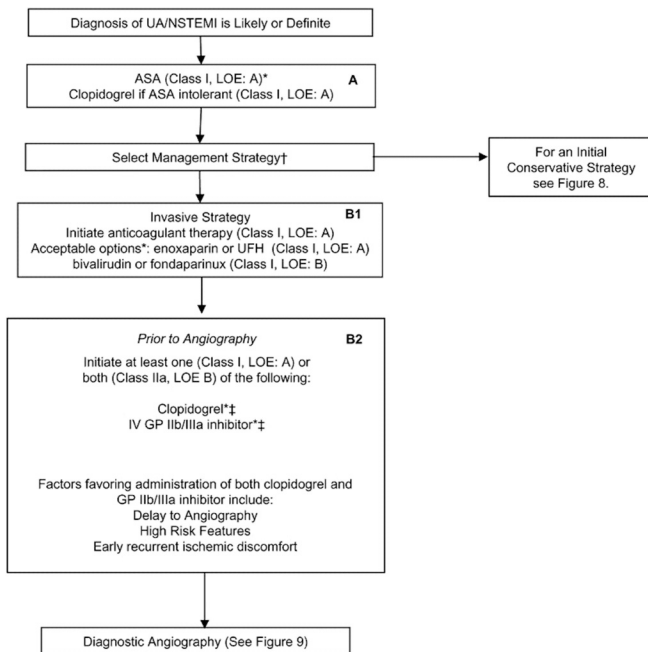 Diagnosis of UA/NSTEMI is Likely or Definite
ASA (Class I, LOE: A)* A
Clopidogrel if ASA intolerant (Class I, LOE: A)
Select Management Strategy†
For an Initial
Conservative Strategy
see Figure 8.
Invasive Strategy B1
Initiate anticoagulant therapy (Class I, LOE: A)
Acceptable options*: enoxaparin or UFH (Class I, LOE: A)
bivalirudin or fondaparinux (Class I, LOE: B)
Prior to Angiography B2
Initiate at least one (Class I, LOE: A) or
both (Class IIa, LOE B) of the following:
Clopidogrel*‡
IV GP IIb/IIIa inhibitor*‡
Factors favoring administration of both clopidogrel and
GP IIb/IIIa inhibitor include:
Delay to Angiography
High Risk Features
Early recurrent ischemic discomfort
Diagnostic Angiography (See Figure 9)